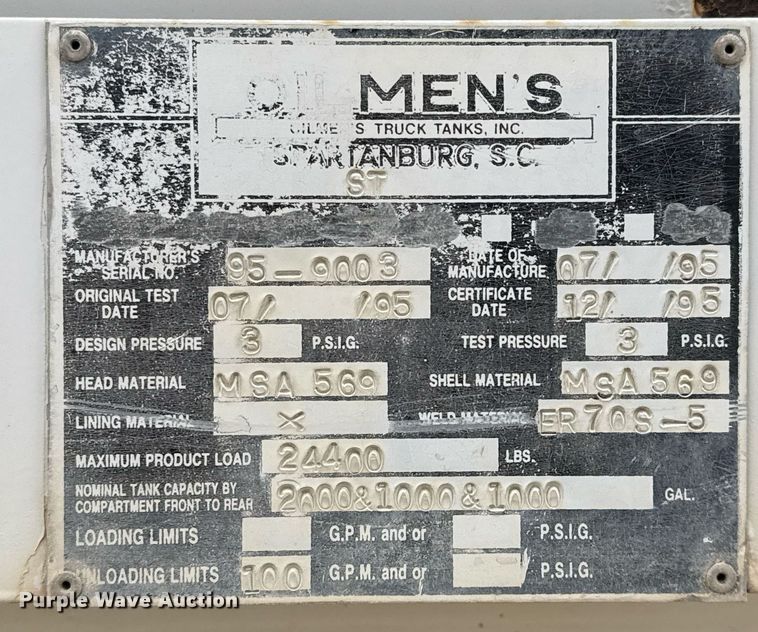 OILMEN'S
OILMEN'S TRUCK TANKS, INC.
SPARTANBURG, S.C.
ST
MANUFACTURER'S SERIAL NO. 95-9003 DATE OF MANUFACTURE 07/ /95
ORIGINAL TEST DATE 07/ /95 CERTIFICATE DATE 12/ /95
DESIGN PRESSURE 3 P.S.I.G. TEST PRESSURE 3 P.S.I.G.
HEAD MATERIAL MSA 569 SHELL MATERIAL MSA 569
LINING MATERIAL X WELD MATERIAL ER70S-5
MAXIMUM PRODUCT LOAD 24400 LBS.
NOMINAL TANK CAPACITY BY COMPARTMENT FRONT TO REAR 2000&1000&1000 GAL.
LOADING LIMITS G.P.M. and or P.S.I.G.
UNLOADING LIMITS 100 G.P.M. and or P.S.I.G.
Purple Wave Auction